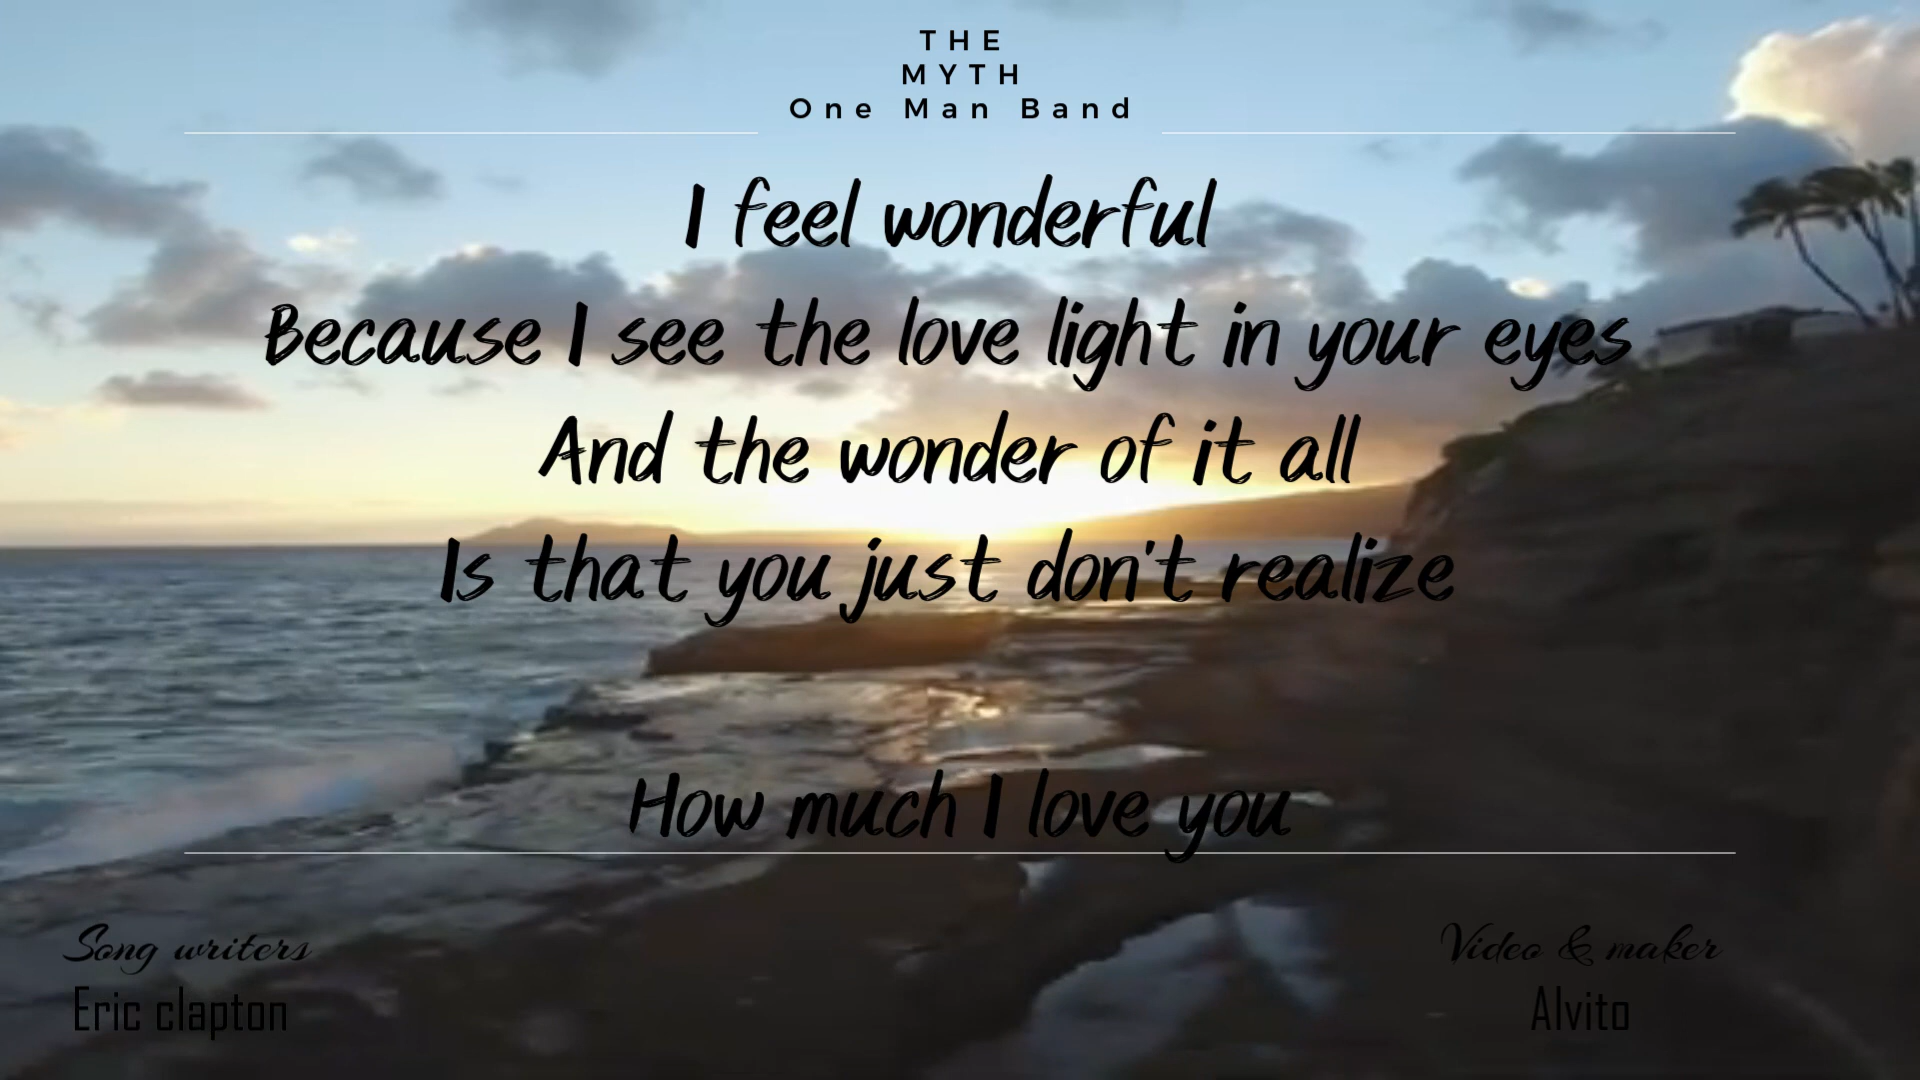 THE
MYTH
One Man Band
I feel wonderful
Because I see the love light in your eyes
And the wonder of it all
Is that you just don't realize
How much I love you
Song writers
Eric clapton
Video & maker
Alvito